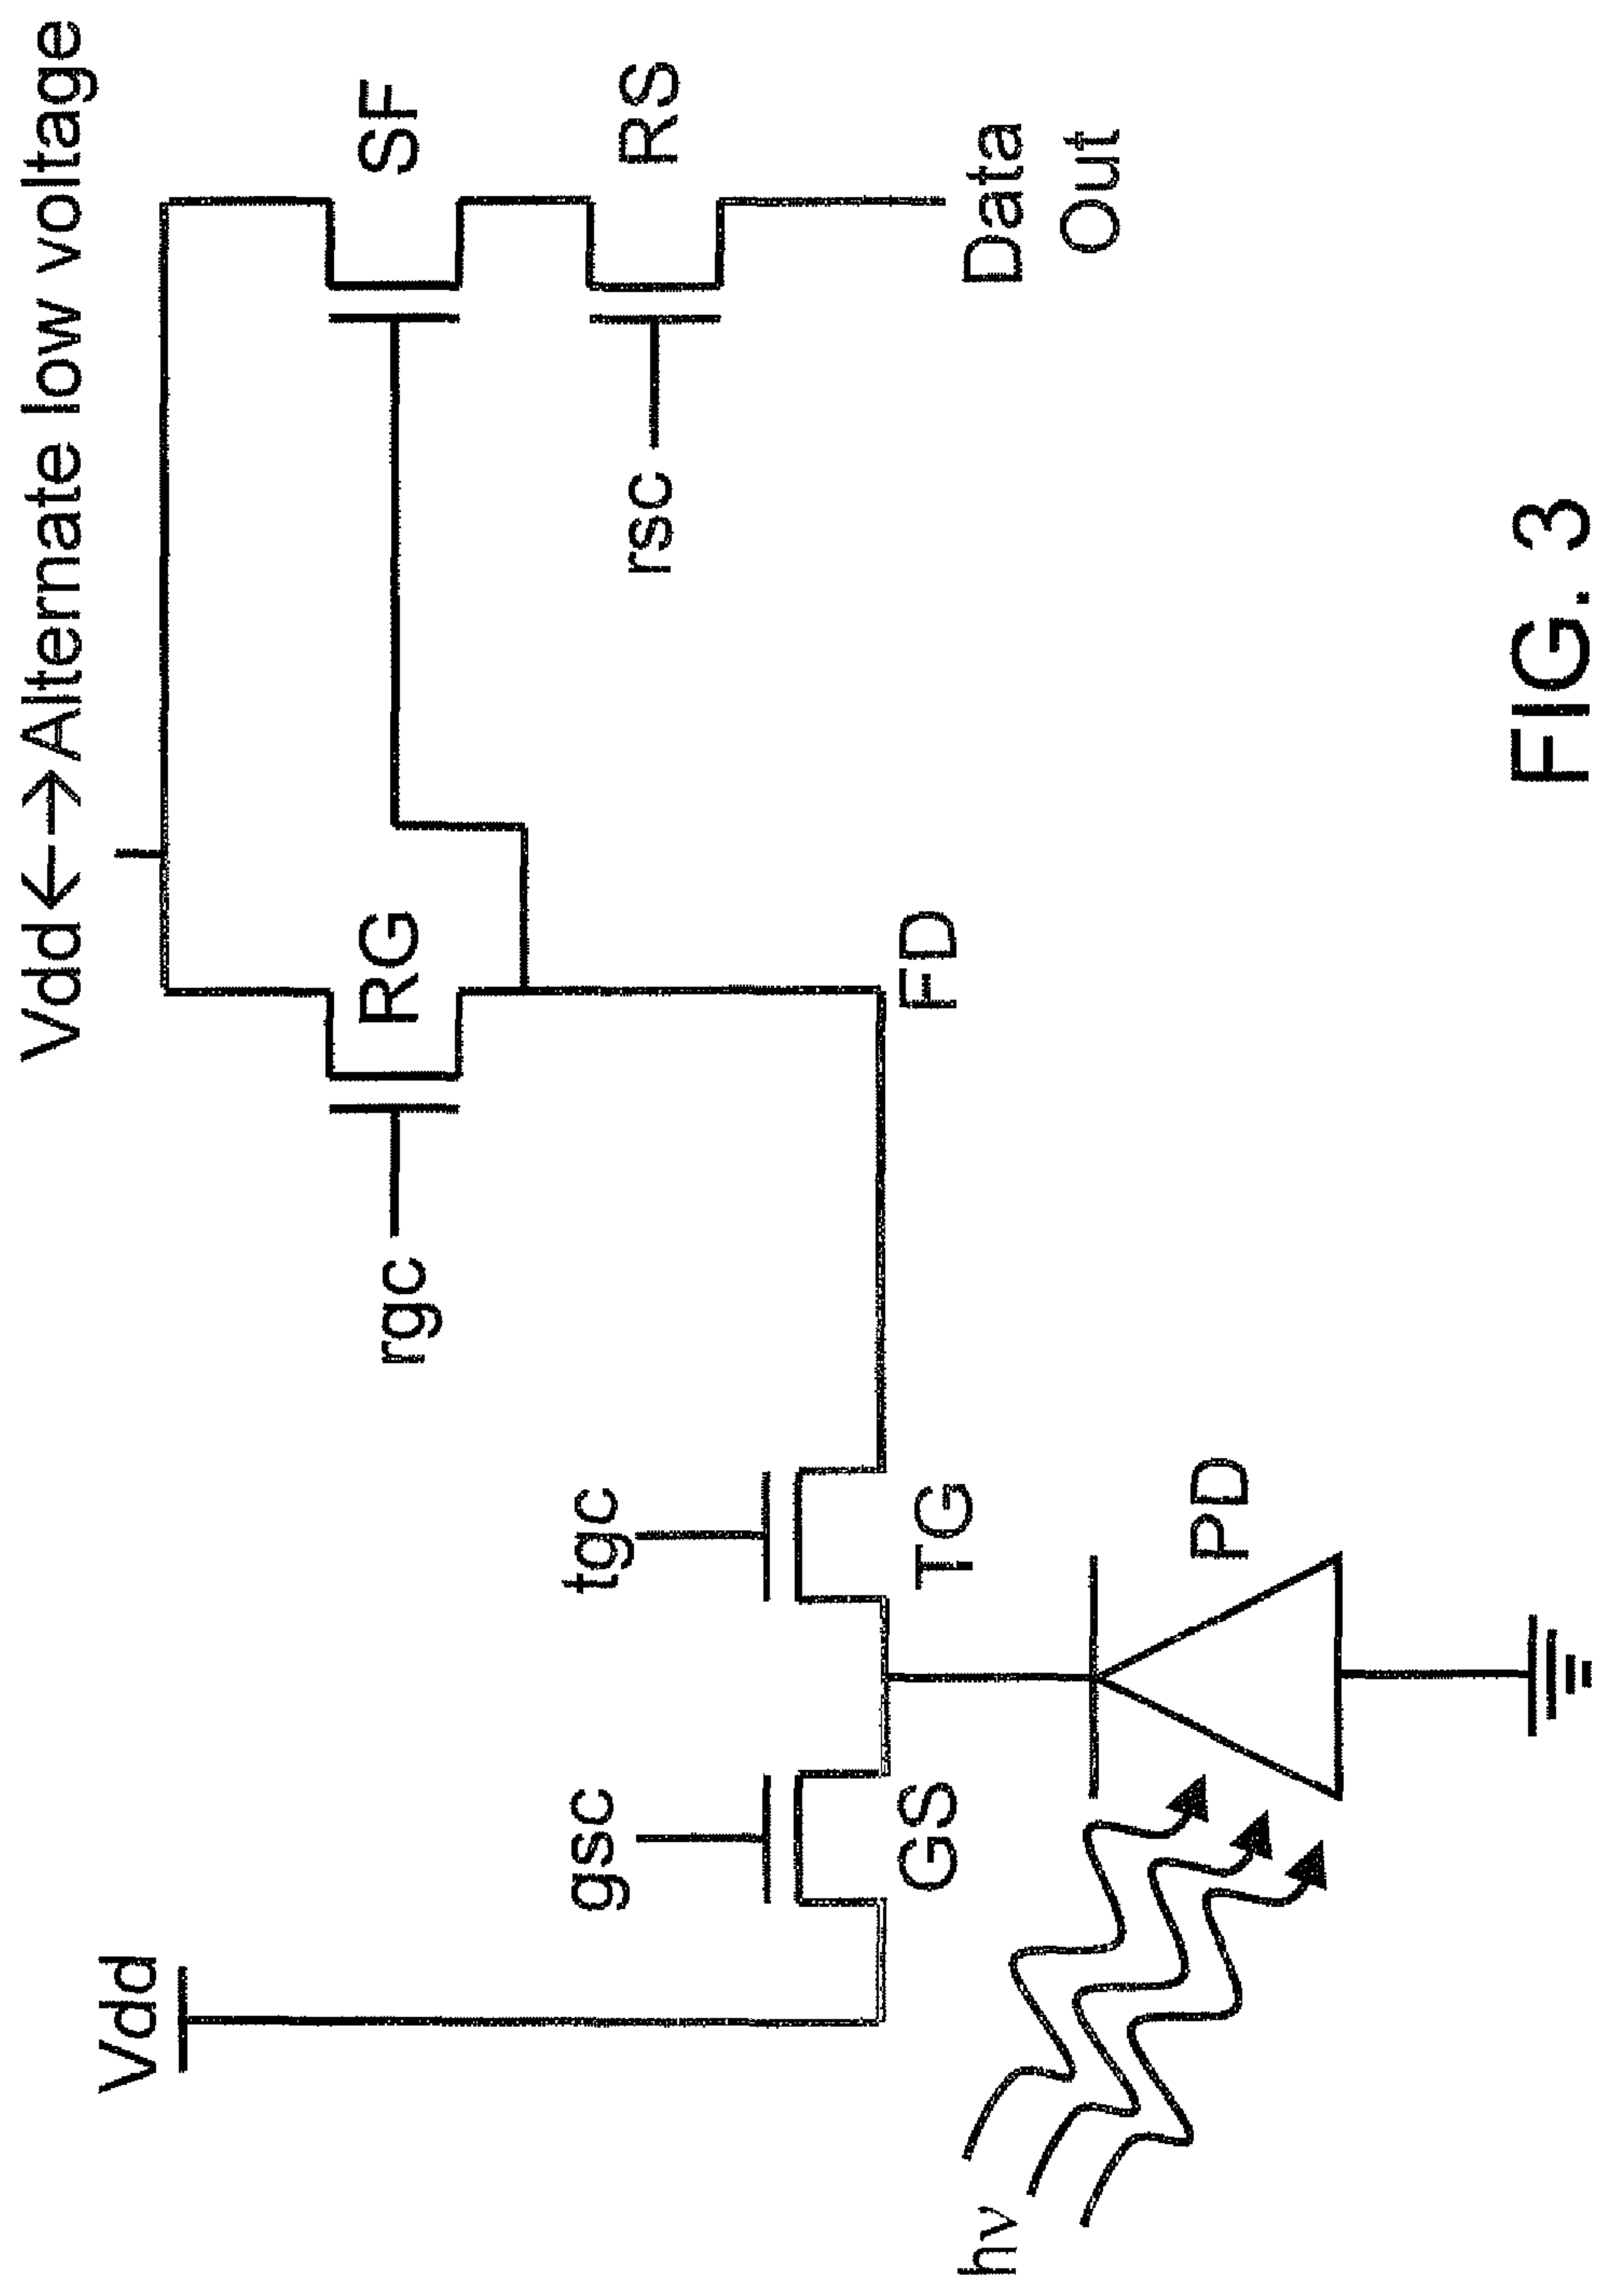 Vdd←→Alternate low voltage
Vdd
RG
SF
rgc
gsc
tgc
rsc
RS
GS
TG
FD
Data
Out
hν
PD
FIG. 3